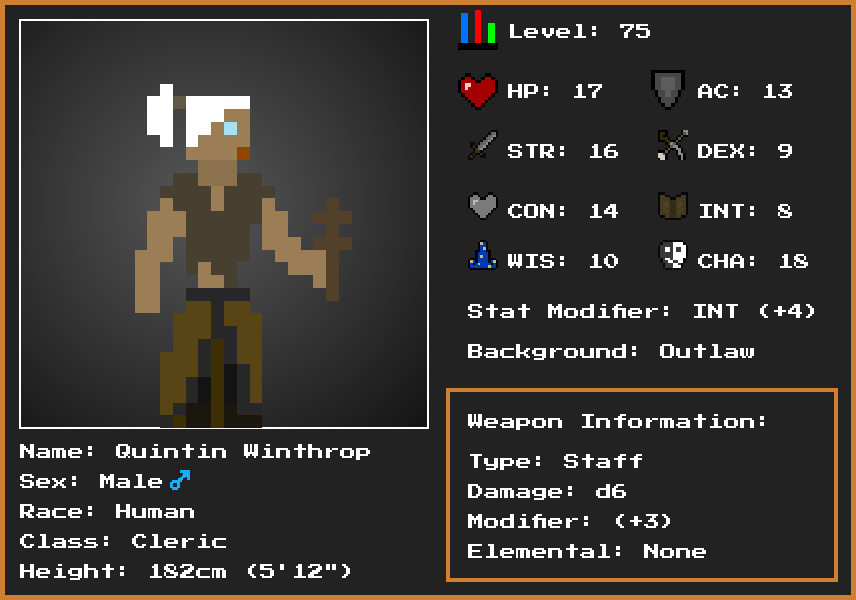 Level: 75
HP: 17
AC: 13
STR: 16
DEX: 9
CON: 14
INT: 8
WIS: 10
CHA: 18
Stat Modifier: INT (+4)
Background: Outlaw
Weapon Information:
Type: Staff
Damage: d6
Modifier: (+3)
Elemental: None
Name: Quintin Winthrop
Sex: Male♂
Race: Human
Class: Cleric
Height: 182cm (5'12")